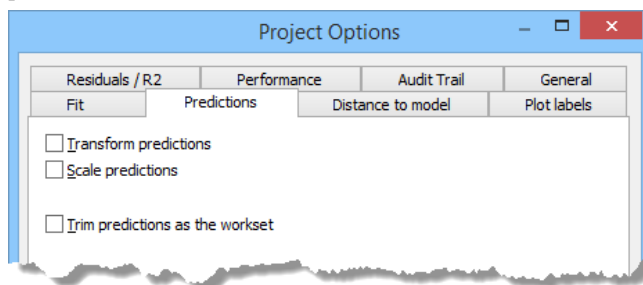 Project Options
Residuals / R2 Performance Audit Trail General
Fit Predictions Distance to model Plot labels
Transform predictions
Scale predictions
Trim predictions as the workset